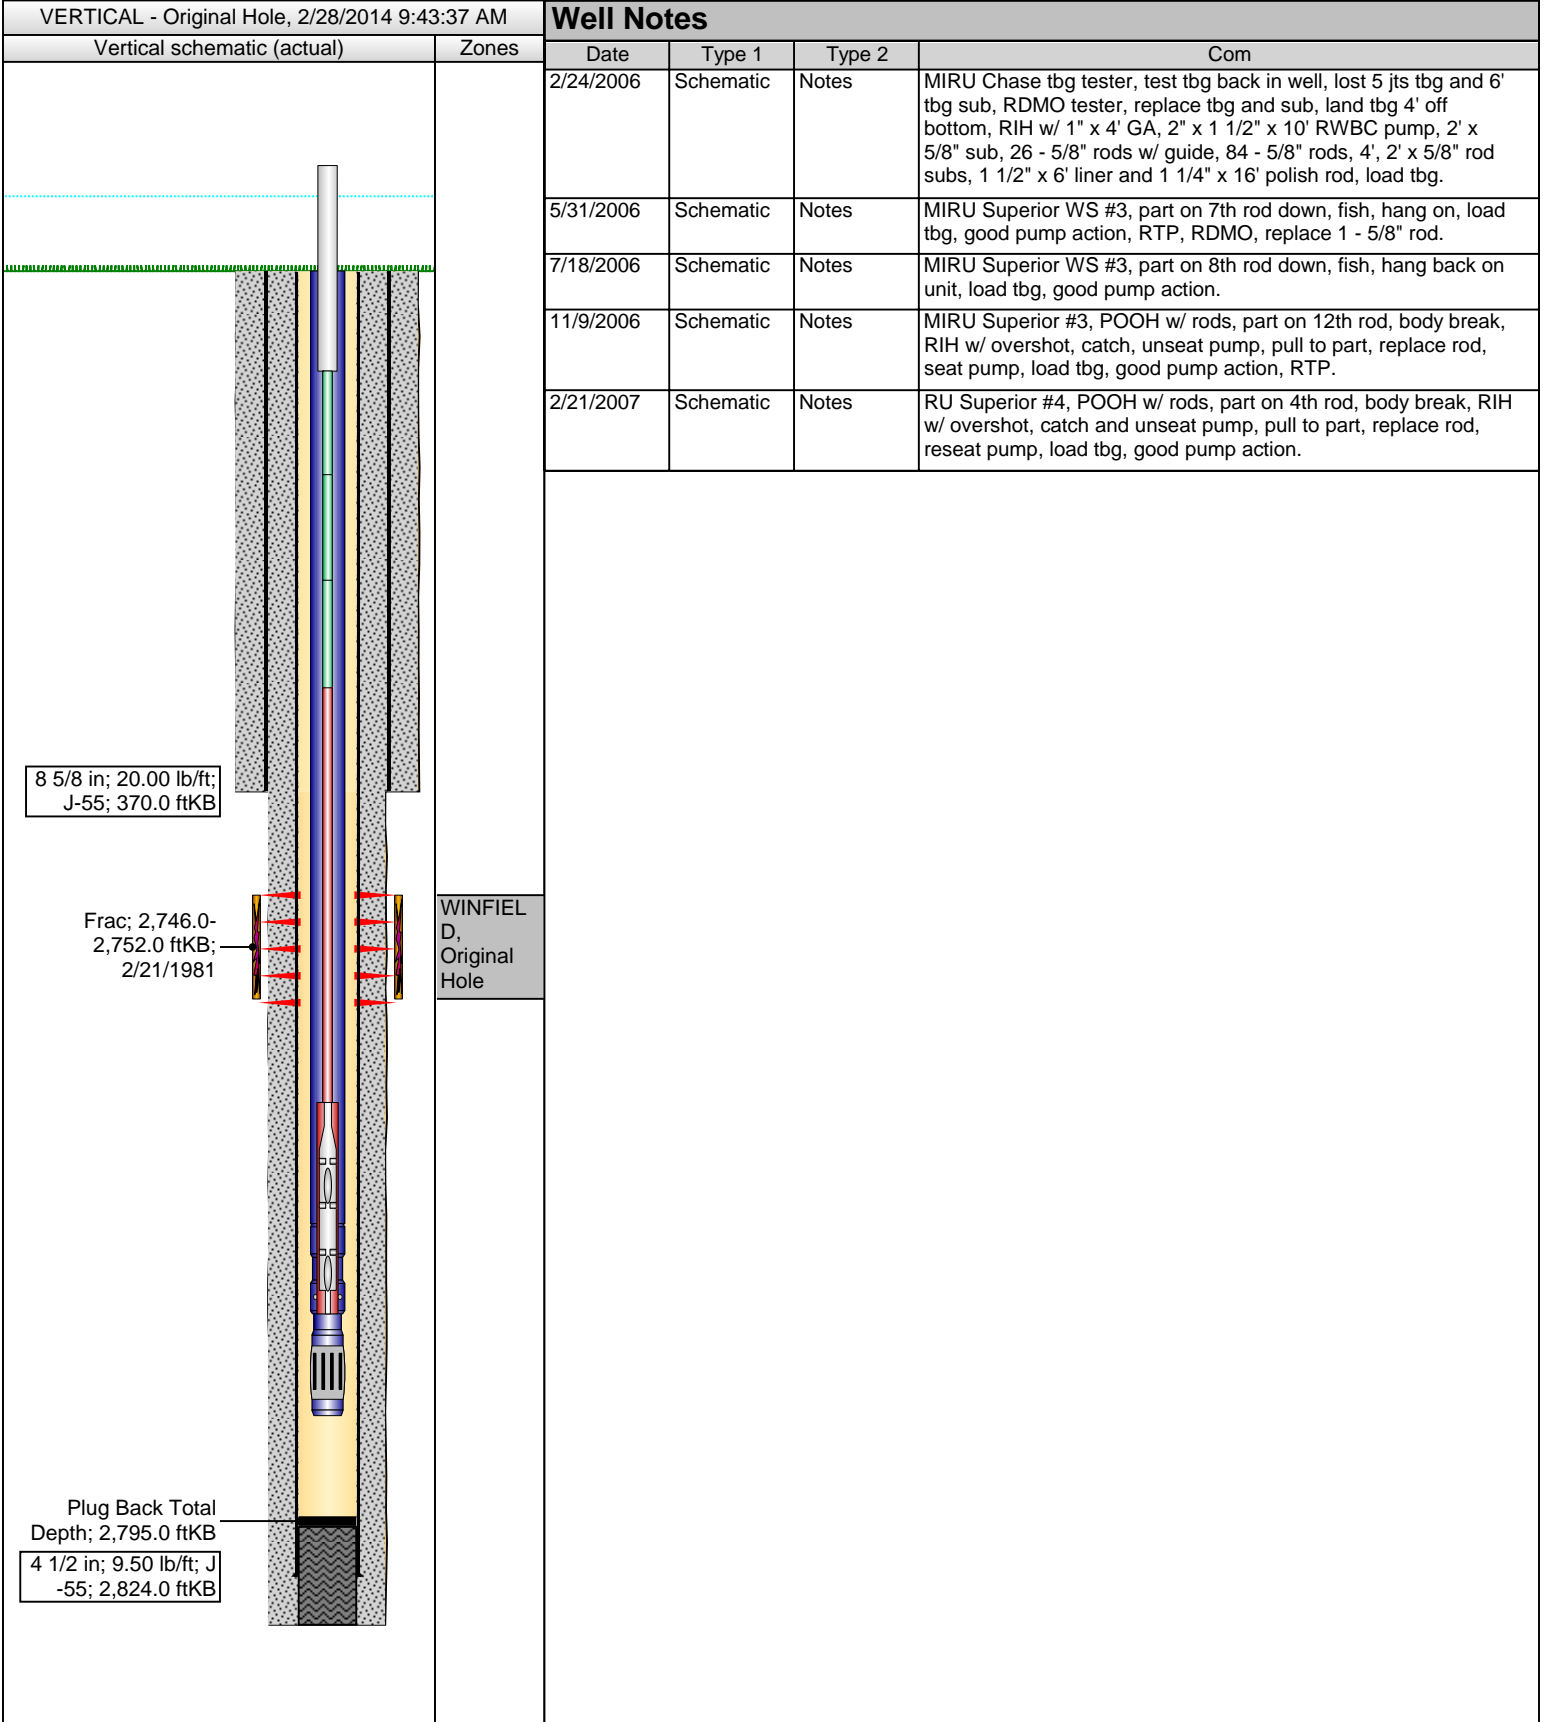 VERTICAL - Original Hole, 2/28/2014 9:43:37 AM
Vertical schematic (actual)
Zones
8 5/8 in; 20.00 lb/ft;
J-55; 370.0 ftKB
Frac; 2,746.0-
2,752.0 ftKB;
2/21/1981
WINFIEL
D,
Original
Hole
Plug Back Total
Depth; 2,795.0 ftKB
4 1/2 in; 9.50 lb/ft; J
-55; 2,824.0 ftKB
Well Notes
Date Type 1 Type 2 Com
2/24/2006 Schematic Notes MIRU Chase tbg tester, test tbg back in well, lost 5 jts tbg and 6'
tbg sub, RDMO tester, replace tbg and sub, land tbg 4' off
bottom, RIH w/ 1" x 4' GA, 2" x 1 1/2" x 10' RWBC pump, 2' x
5/8" sub, 26 - 5/8" rods w/ guide, 84 - 5/8" rods, 4', 2' x 5/8" rod
subs, 1 1/2" x 6' liner and 1 1/4" x 16' polish rod, load tbg.
5/31/2006 Schematic Notes MIRU Superior WS #3, part on 7th rod down, fish, hang on, load
tbg, good pump action, RTP, RDMO, replace 1 - 5/8" rod.
7/18/2006 Schematic Notes MIRU Superior WS #3, part on 8th rod down, fish, hang back on
unit, load tbg, good pump action.
11/9/2006 Schematic Notes MIRU Superior #3, POOH w/ rods, part on 12th rod, body break,
RIH w/ overshot, catch, unseat pump, pull to part, replace rod,
seat pump, load tbg, good pump action, RTP.
2/21/2007 Schematic Notes RU Superior #4, POOH w/ rods, part on 4th rod, body break, RIH
w/ overshot, catch and unseat pump, pull to part, replace rod,
reseat pump, load tbg, good pump action.